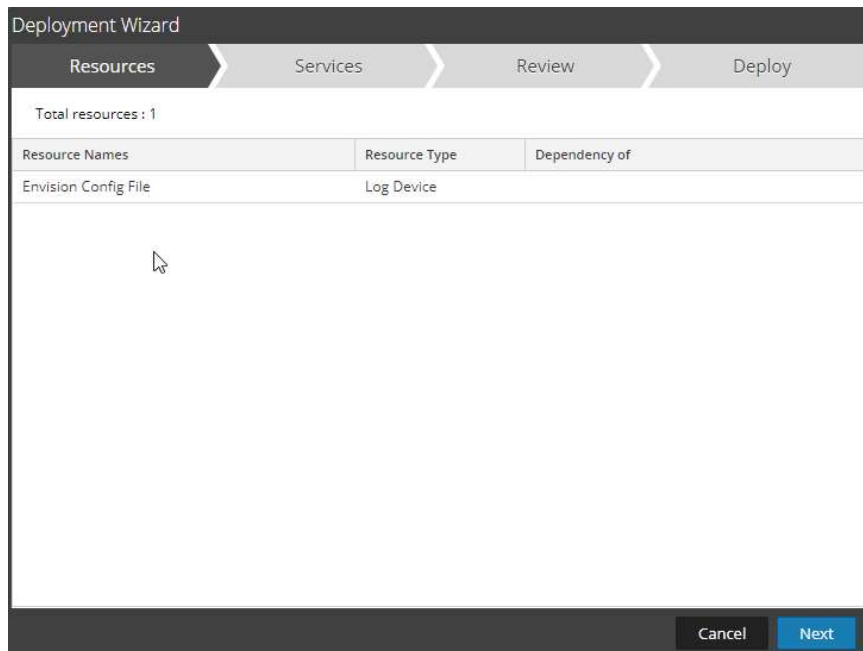 Deployment Wizard
Resources Services Review Deploy
Total resources : 1
Resource Names Resource Type Dependency of
Envision Config File Log Device
Cancel Next